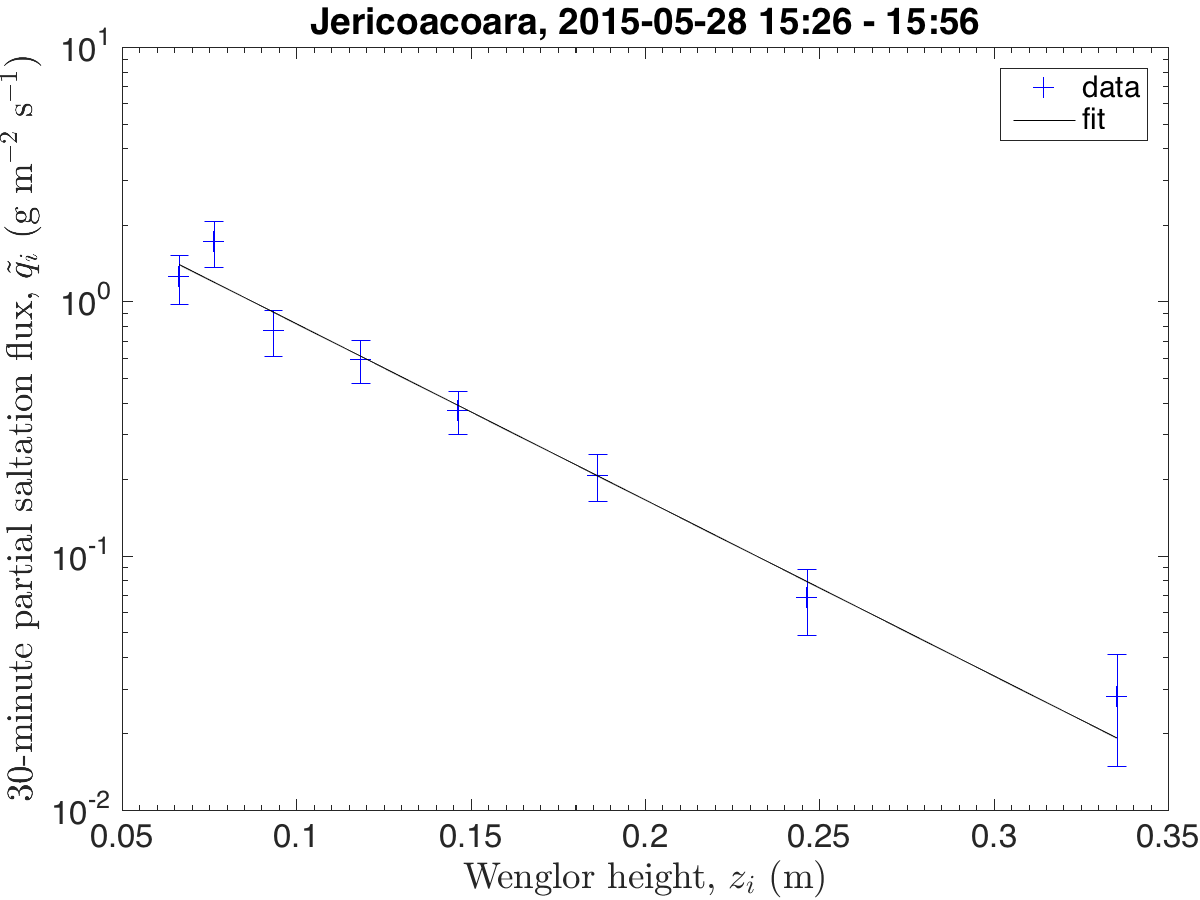 Jericoacoara, 2015-05-28 15:26 - 15:56
30-minute partial saltation flux, q̃ᵢ (g m⁻² s⁻¹)
10¹
10⁰
10⁻¹
10⁻²
data
fit
0.05 0.1 0.15 0.2 0.25 0.3 0.35
Wenglor height, zᵢ (m)